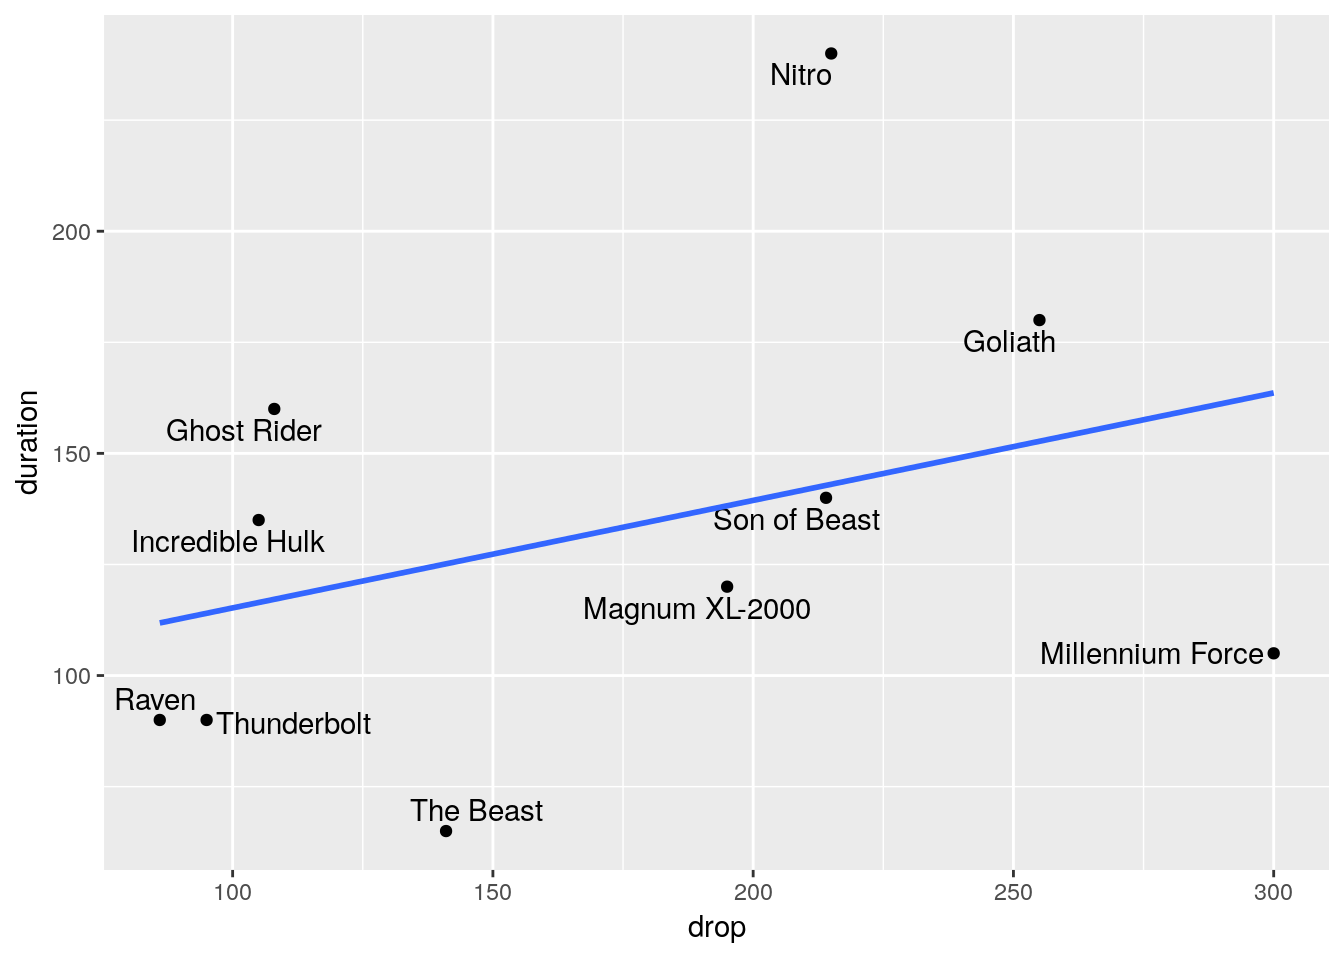 Nitro
200
Goliath
Ghost Rider
150
Son of Beast
Incredible Hulk
Magnum XL-2000
Millennium Force
100
Raven
Thunderbolt
The Beast
duration
100 150 200 250 300
drop